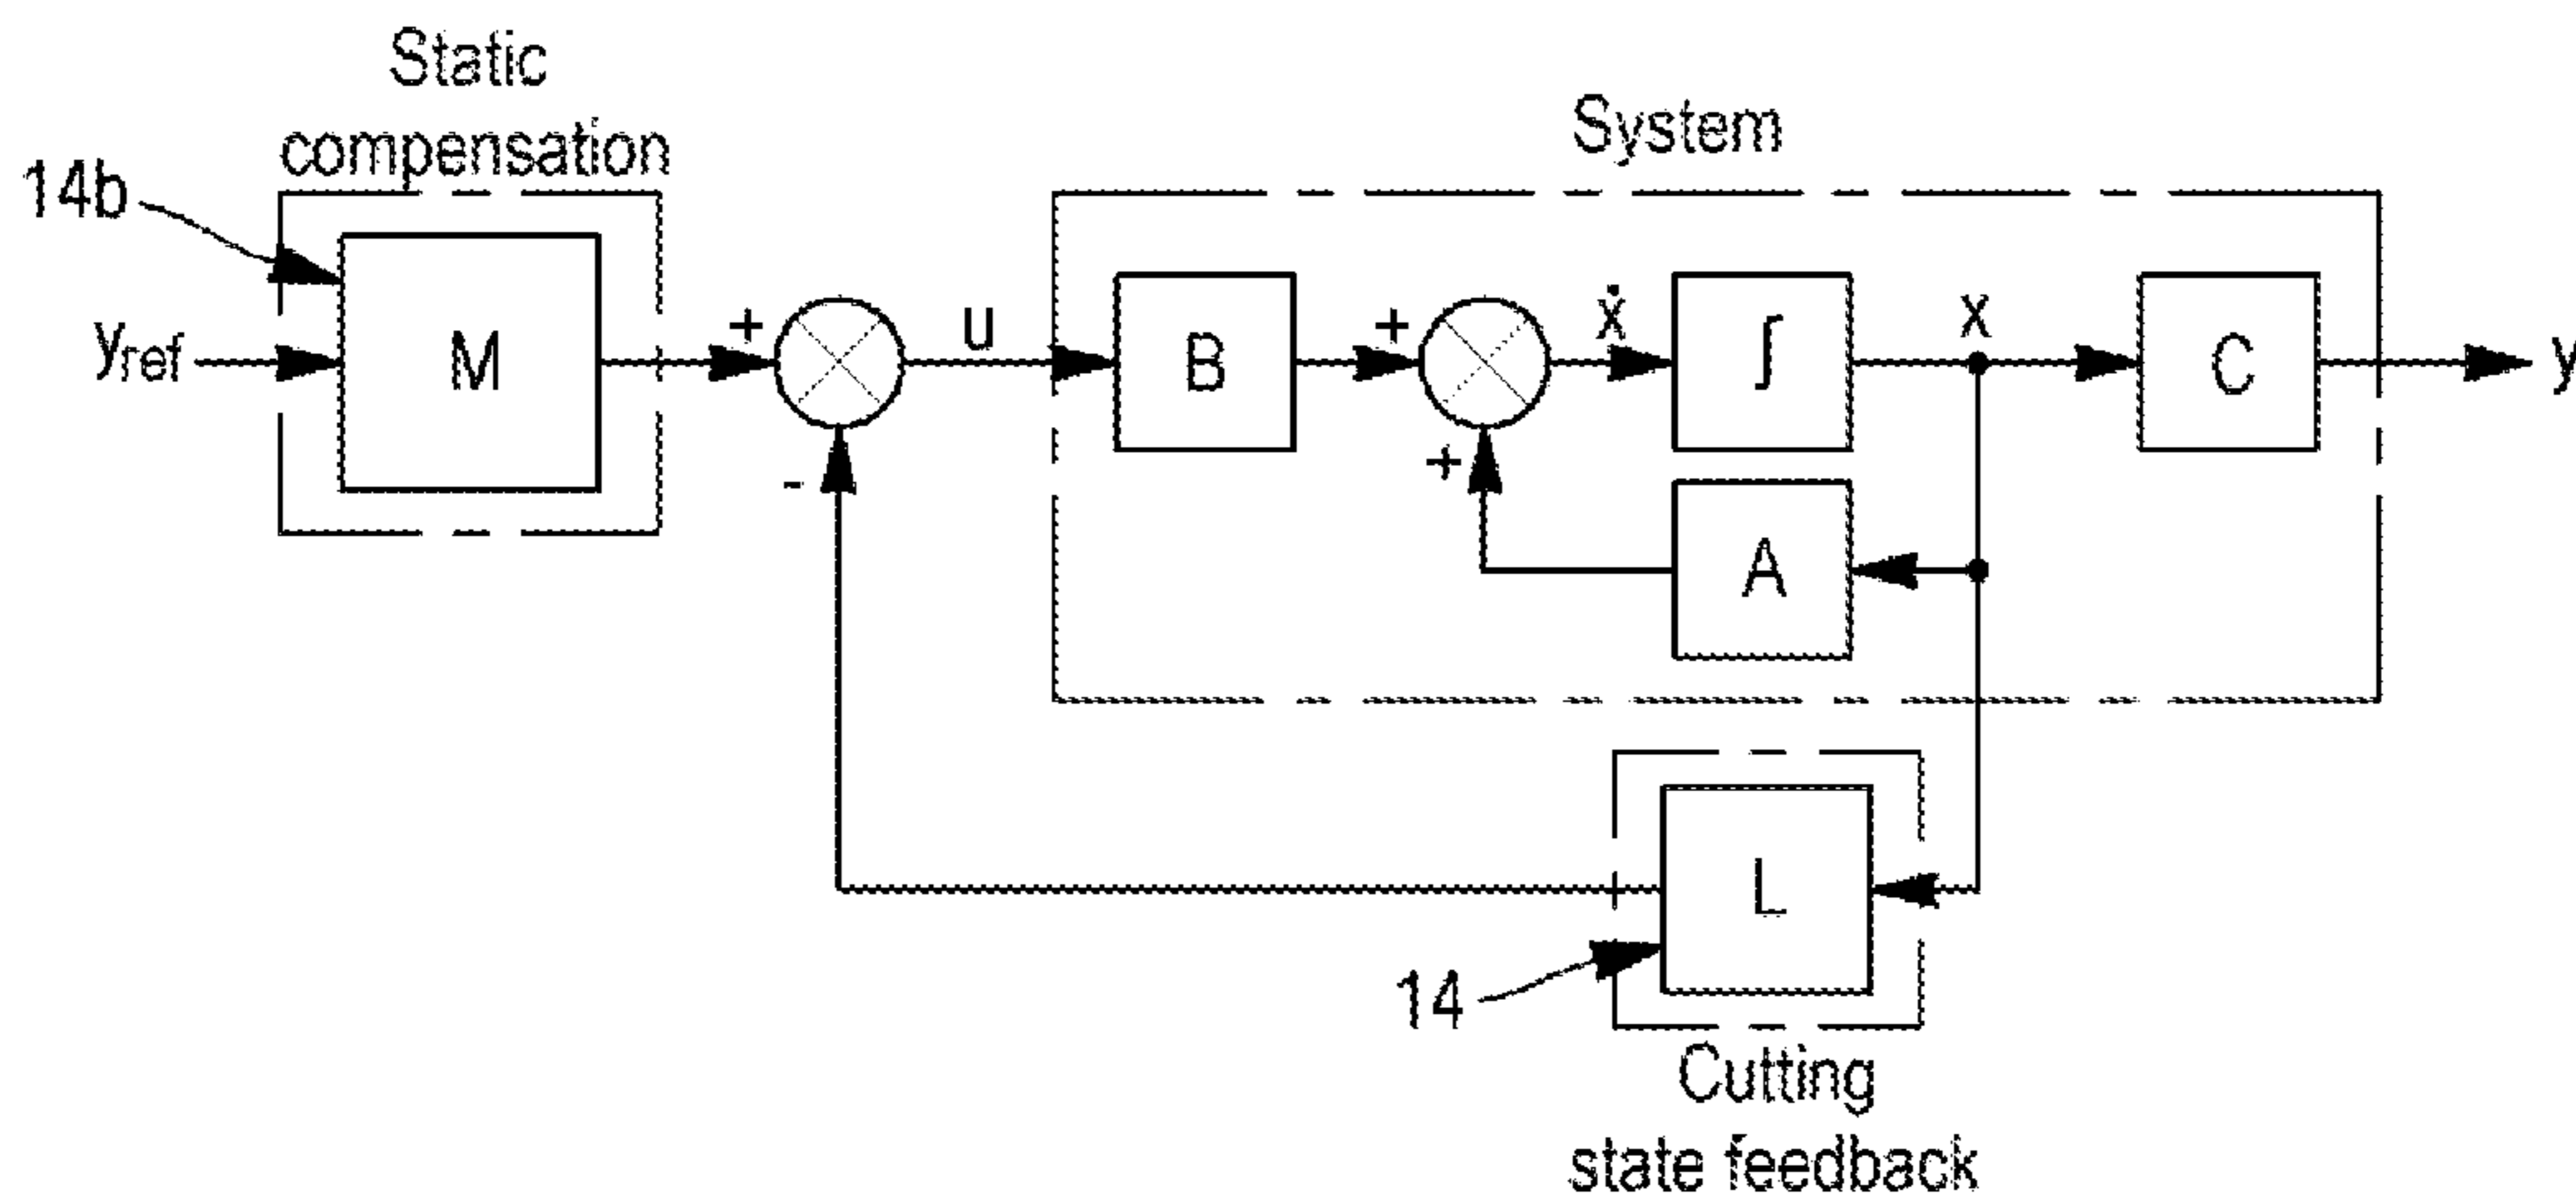 Static
compensation
System
14b
y_ref
M
+
-
u
B
+
+
ẋ
∫
x
C
y
A
L
14
Cutting
state feedback